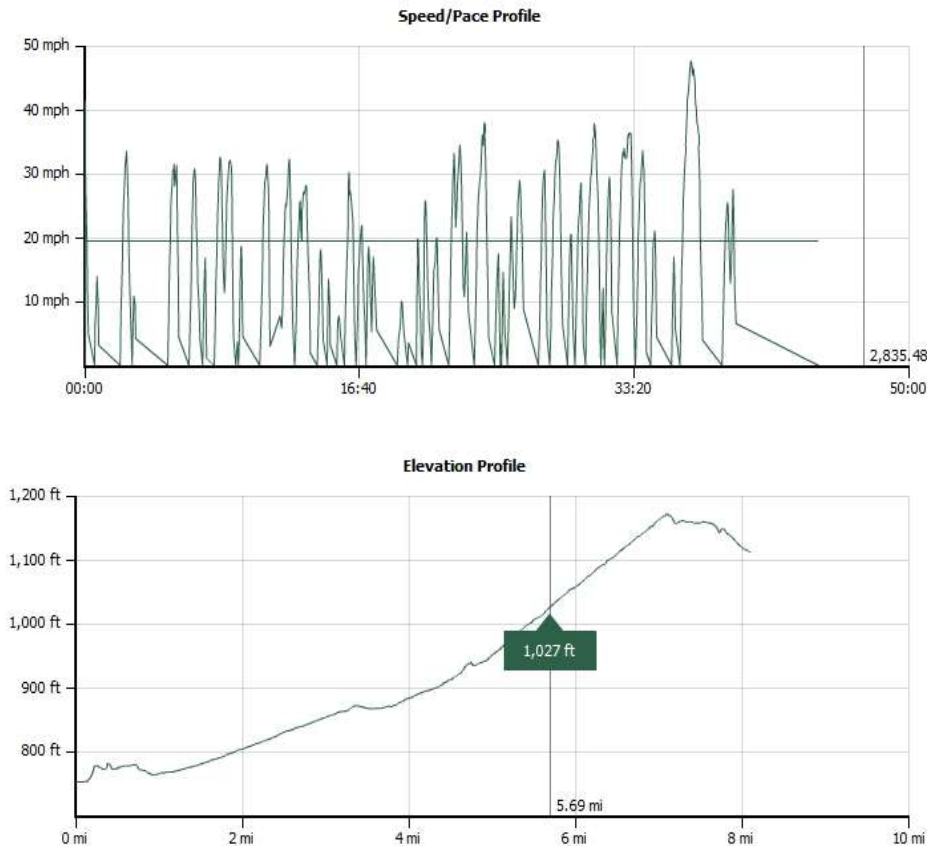 Speed/Pace Profile
50 mph
40 mph
30 mph
20 mph
10 mph
2,835.48
00:00 16:40 33:20 50:00
Elevation Profile
1,200 ft
1,100 ft
1,000 ft
1,027 ft
900 ft
800 ft
5.69 mi
0 mi 2 mi 4 mi 6 mi 8 mi 10 mi